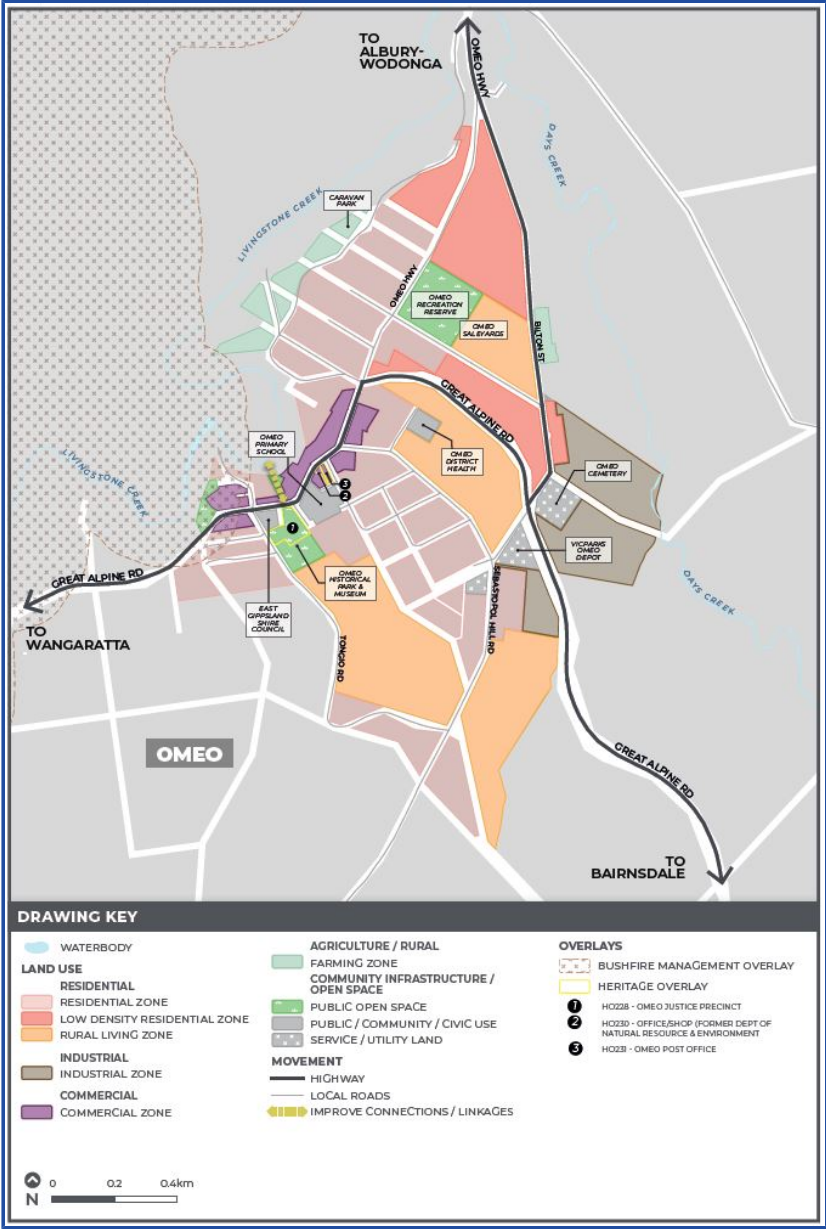 TO
ALBURY-
WODONGA
OMEO HWY
DAYS CREEK
LIVINGSTONE CREEK
CARAVAN
PARK
OMEO HWY
OMEO
RECREATION
RESERVE
OMEO
SALEYARDS
BILTON ST
GREAT ALPINE RD
OMEO
PRIMARY
SCHOOL
OMEO
DISTRICT
HEALTH
OMEO
CEMETERY
LIVINGSTONE
CREEK
3
2
1
VICPARKS
OMEO
DEPOT
GREAT ALPINE RD
OMEO
HISTORICAL
PARK &
MUSEUM
SEBASTOPOL HILL RD
DAYS CREEK
EAST
GIPPSLAND
SHIRE
COUNCIL
TO
WANGARATTA
TONGIO RD
OMEO
GREAT ALPINE RD
TO
BAIRNSDALE
DRAWING KEY
WATERBODY
LAND USE
RESIDENTIAL
RESIDENTIAL ZONE
LOW DENSITY RESIDENTIAL ZONE
RURAL LIVING ZONE
INDUSTRIAL
INDUSTRIAL ZONE
COMMERCIAL
COMMERCIAL ZONE
AGRICULTURE / RURAL
FARMING ZONE
COMMUNITY INFRASTRUCTURE /
OPEN SPACE
PUBLIC OPEN SPACE
PUBLIC / COMMUNITY / CIVIC USE
SERVICE / UTILITY LAND
MOVEMENT
HIGHWAY
LOCAL ROADS
IMPROVE CONNECTIONS / LINKAGES
OVERLAYS
BUSHFIRE MANAGEMENT OVERLAY
HERITAGE OVERLAY
1 HO228 - OMEO JUSTICE PRECINCT
2 HO230 - OFFICE/SHOP (FORMER DEPT OF
NATURAL RESOURCE & ENVIRONMENT
3 HO231 - OMEO POST OFFICE
N
0 0.2 0.4km